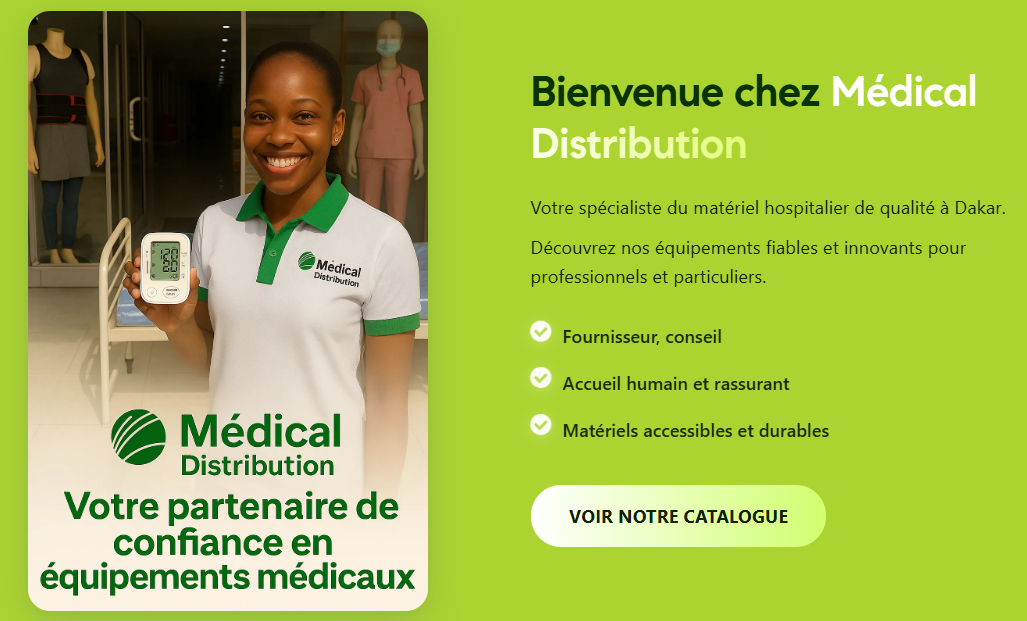 Bienvenue chez Médical
Distribution
Votre spécialiste du matériel hospitalier de qualité à Dakar.
Découvrez nos équipements fiables et innovants pour
professionnels et particuliers.
Fournisseur, conseil
Accueil humain et rassurant
Matériels accessibles et durables
VOIR NOTRE CATALOGUE
Médical
Distribution
Médical
Distribution
Votre partenaire de
confiance en
équipements médicaux